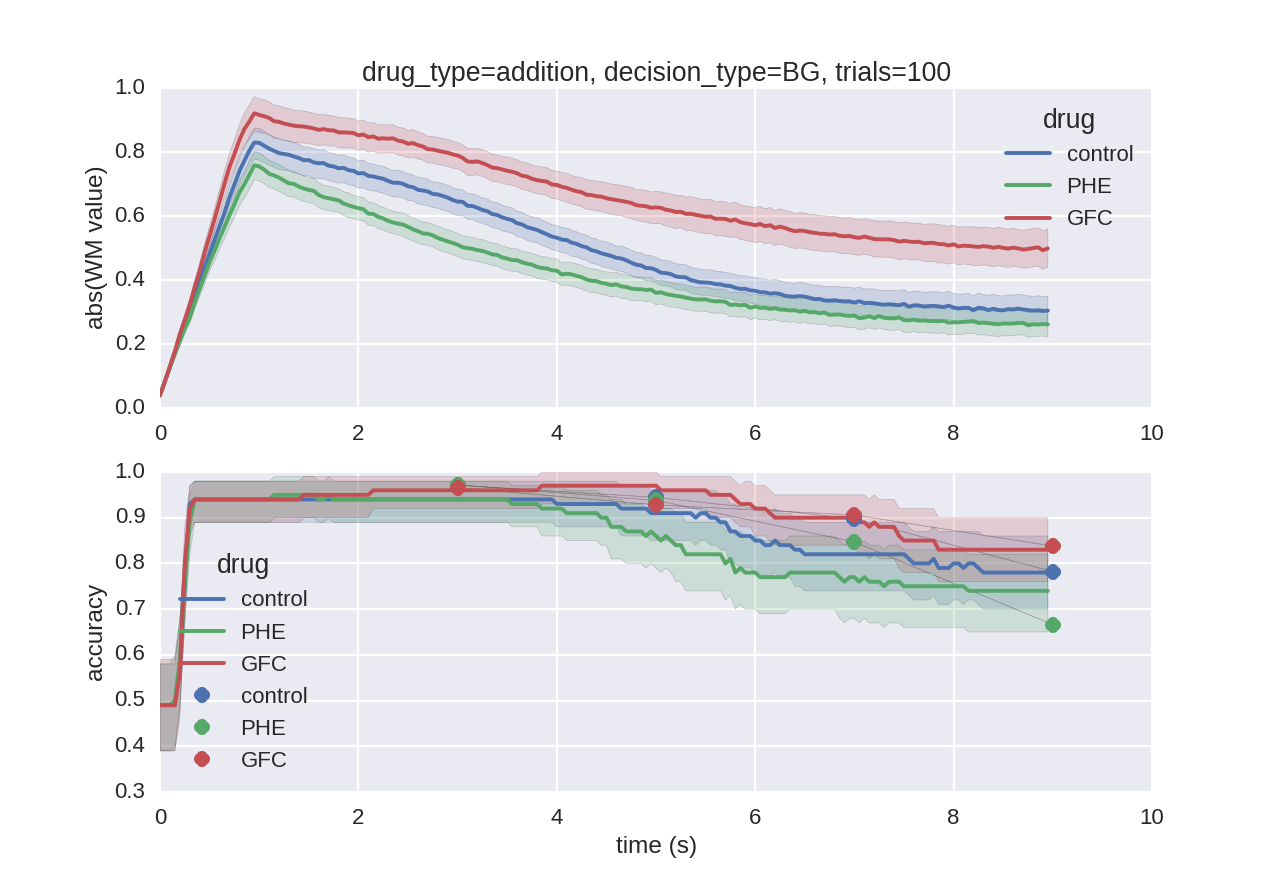 drug_type=addition, decision_type=BG, trials=100
1.0
0.8
0.6
0.4
0.2
0.0
abs(WM value)
drug
control
PHE
GFC
0 2 4 6 8 10
1.0
0.9
0.8
0.7
0.6
0.5
0.4
0.3
accuracy
drug
control
PHE
GFC
control
PHE
GFC
0 2 4 6 8 10
time (s)